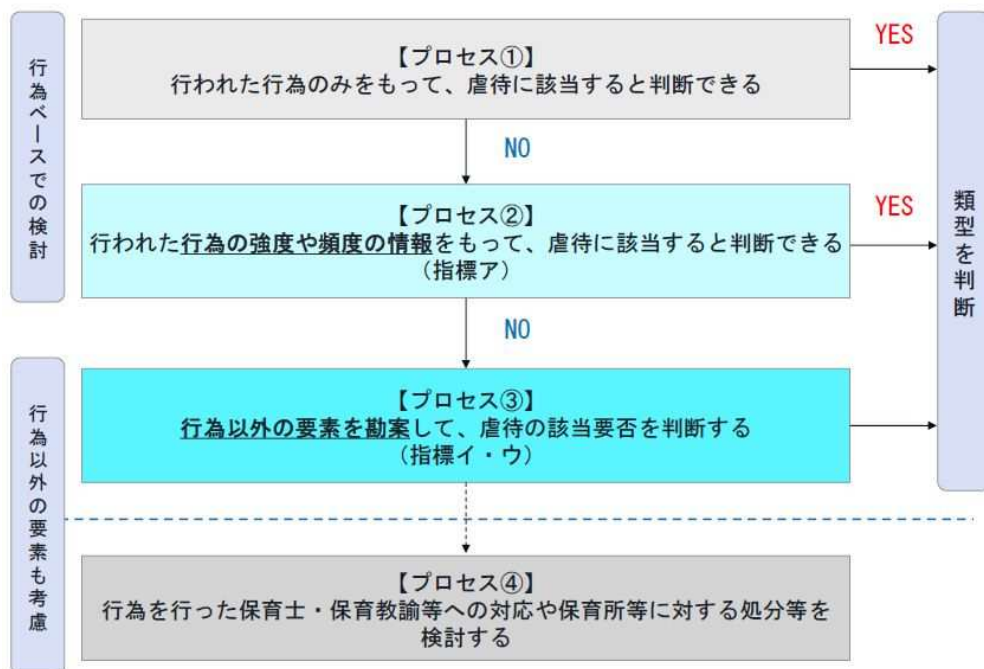 行為ベースでの検討
【プロセス①】
行われた行為のみをもって、虐待に該当すると判断できる
YES
NO
【プロセス②】
行われた行為の強度や頻度の情報をもって、虐待に該当すると判断できる
（指標ア）
YES
類型を判断
NO
行為以外の要素も考慮
【プロセス③】
行為以外の要素を勘案して、虐待の該当要否を判断する
（指標イ・ウ）
【プロセス④】
行為を行った保育士・保育教諭等への対応や保育所等に対する処分等を
検討する